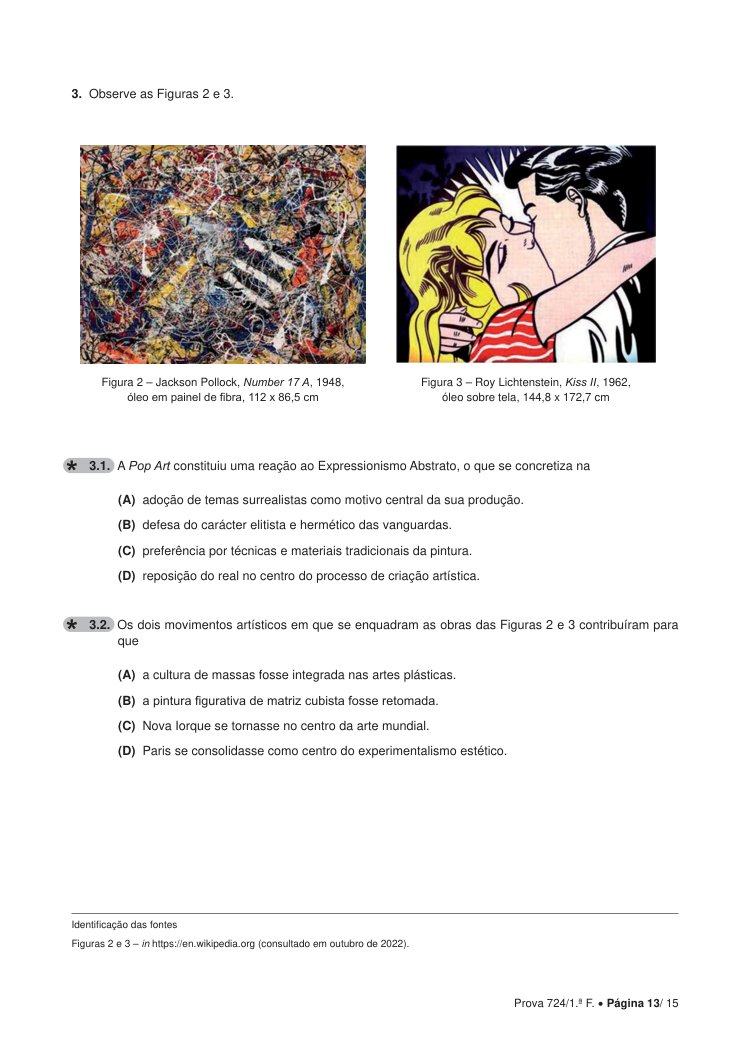 3. Observe as Figuras 2 e 3.
Figura 2 – Jackson Pollock, Number 17 A, 1948,
óleo em painel de fibra, 112 x 86,5 cm
Figura 3 – Roy Lichtenstein, Kiss II, 1962,
óleo sobre tela, 144,8 x 172,7 cm
* 3.1. A Pop Art constituiu uma reação ao Expressionismo Abstrato, o que se concretiza na
(A) adoção de temas surrealistas como motivo central da sua produção.
(B) defesa do carácter elitista e hermético das vanguardas.
(C) preferência por técnicas e materiais tradicionais da pintura.
(D) reposição do real no centro do processo de criação artística.
* 3.2. Os dois movimentos artísticos em que se enquadram as obras das Figuras 2 e 3 contribuíram para
que
(A) a cultura de massas fosse integrada nas artes plásticas.
(B) a pintura figurativa de matriz cubista fosse retomada.
(C) Nova Iorque se tornasse no centro da arte mundial.
(D) Paris se consolidasse como centro do experimentalismo estético.
Identificação das fontes
Figuras 2 e 3 – in https://en.wikipedia.org (consultado em outubro de 2022).
Prova 724/1.ª F. • Página 13/ 15